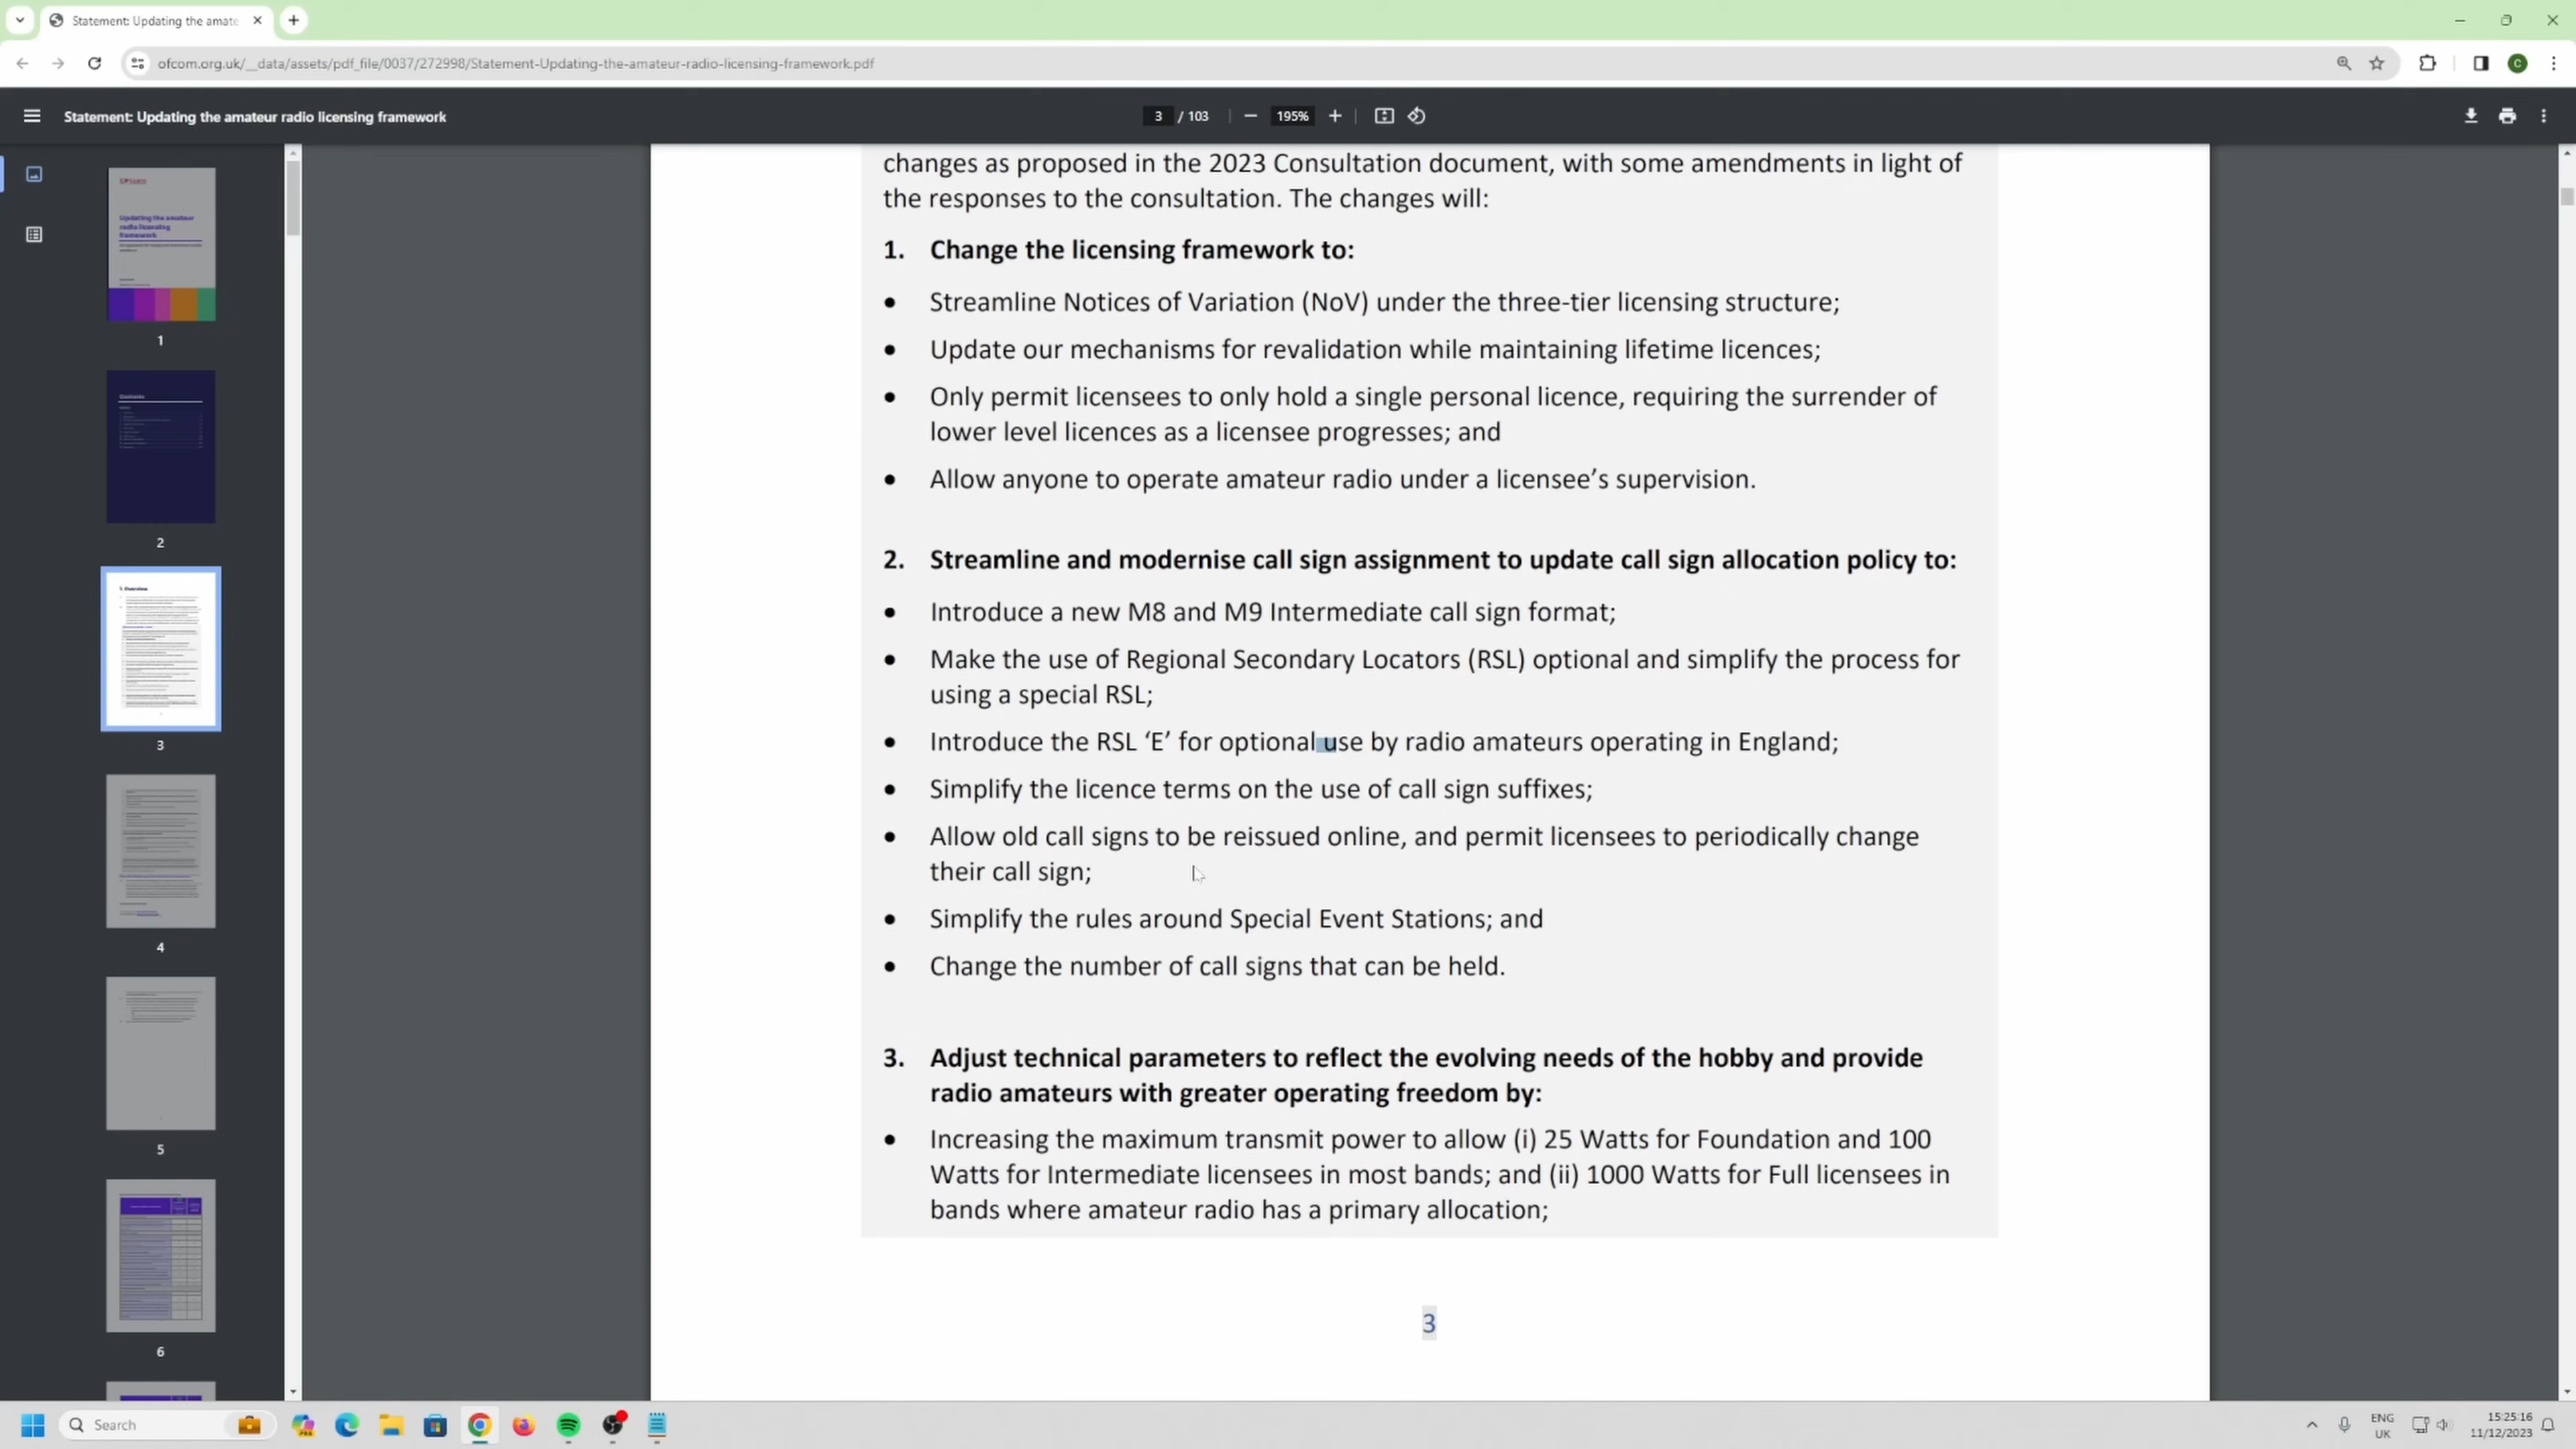 Statement: Updating the amate
ofcom.org.uk/__data/assets/pdf_file/0037/272998/Statement-Updating-the-amateur-radio-licensing-framework.pdf
C
Statement: Updating the amateur radio licensing framework
3 / 103
195%
Updating the amateur
radio licensing
framework
1
2
3
4
5
6
changes as proposed in the 2023 Consultation document, with some amendments in light of
the responses to the consultation. The changes will:
1. Change the licensing framework to:
• Streamline Notices of Variation (NoV) under the three-tier licensing structure;
• Update our mechanisms for revalidation while maintaining lifetime licences;
• Only permit licensees to only hold a single personal licence, requiring the surrender of
lower level licences as a licensee progresses; and
• Allow anyone to operate amateur radio under a licensee’s supervision.
2. Streamline and modernise call sign assignment to update call sign allocation policy to:
• Introduce a new M8 and M9 Intermediate call sign format;
• Make the use of Regional Secondary Locators (RSL) optional and simplify the process for
using a special RSL;
• Introduce the RSL ‘E’ for optional use by radio amateurs operating in England;
• Simplify the licence terms on the use of call sign suffixes;
• Allow old call signs to be reissued online, and permit licensees to periodically change
their call sign;
• Simplify the rules around Special Event Stations; and
• Change the number of call signs that can be held.
3. Adjust technical parameters to reflect the evolving needs of the hobby and provide
radio amateurs with greater operating freedom by:
• Increasing the maximum transmit power to allow (i) 25 Watts for Foundation and 100
Watts for Intermediate licensees in most bands; and (ii) 1000 Watts for Full licensees in
bands where amateur radio has a primary allocation;
3
Search
ENG
UK
15:25:16
11/12/2023